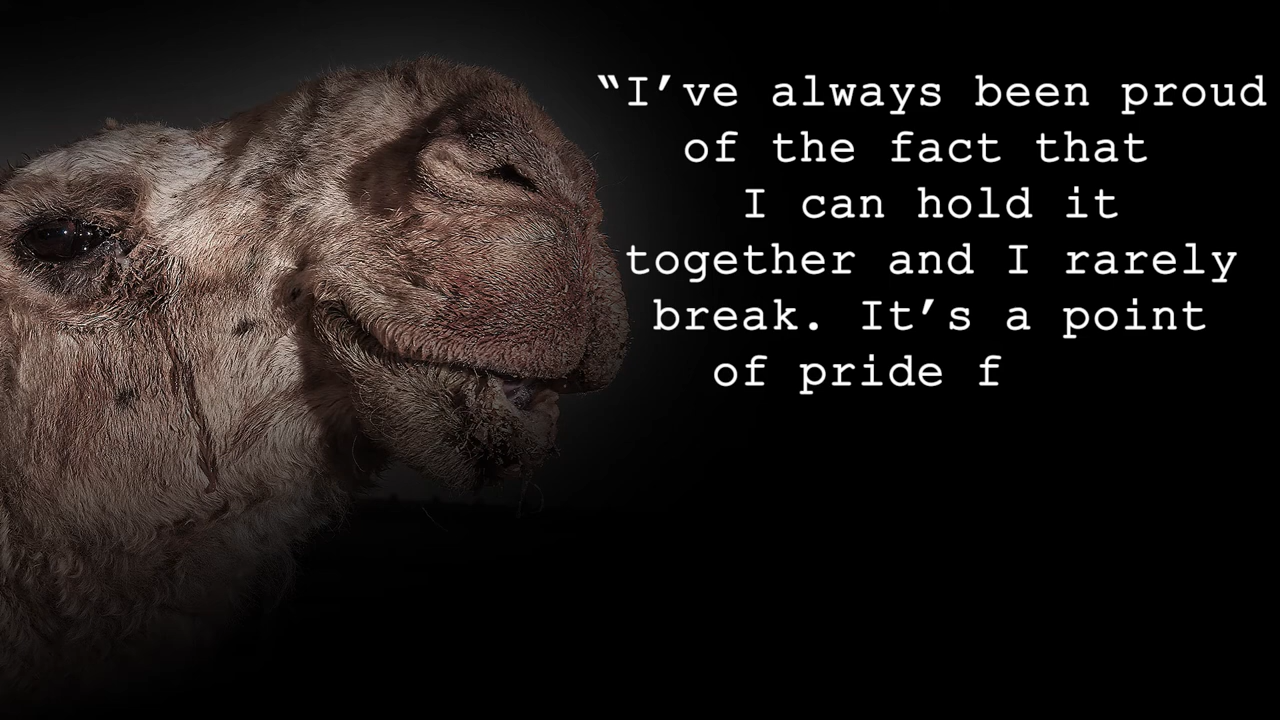 “I’ve always been proud
of the fact that
I can hold it
together and I rarely
break. It’s a point
of pride f